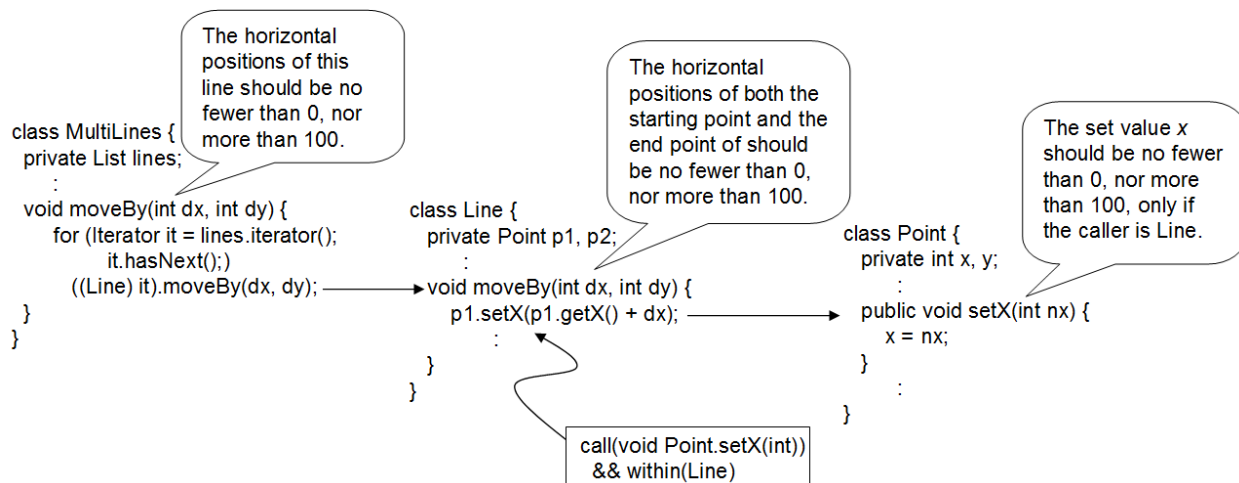 The horizontal
positions of this
line should be no
fewer than 0, nor
more than 100.
class MultiLines {
private List lines;
:
void moveBy(int dx, int dy) {
for (Iterator it = lines.iterator();
it.hasNext();)
((Line) it).moveBy(dx, dy);
}
}
The horizontal
positions of both the
starting point and the
end point of should
be no fewer than 0,
nor more than 100.
class Line {
private Point p1, p2;
:
void moveBy(int dx, int dy) {
p1.setX(p1.getX() + dx);
:
}
}
call(void Point.setX(int))
&& within(Line)
The set value x
should be no fewer
than 0, nor more
than 100, only if
the caller is Line.
class Point {
private int x, y;
:
public void setX(int nx) {
x = nx;
}
:
}